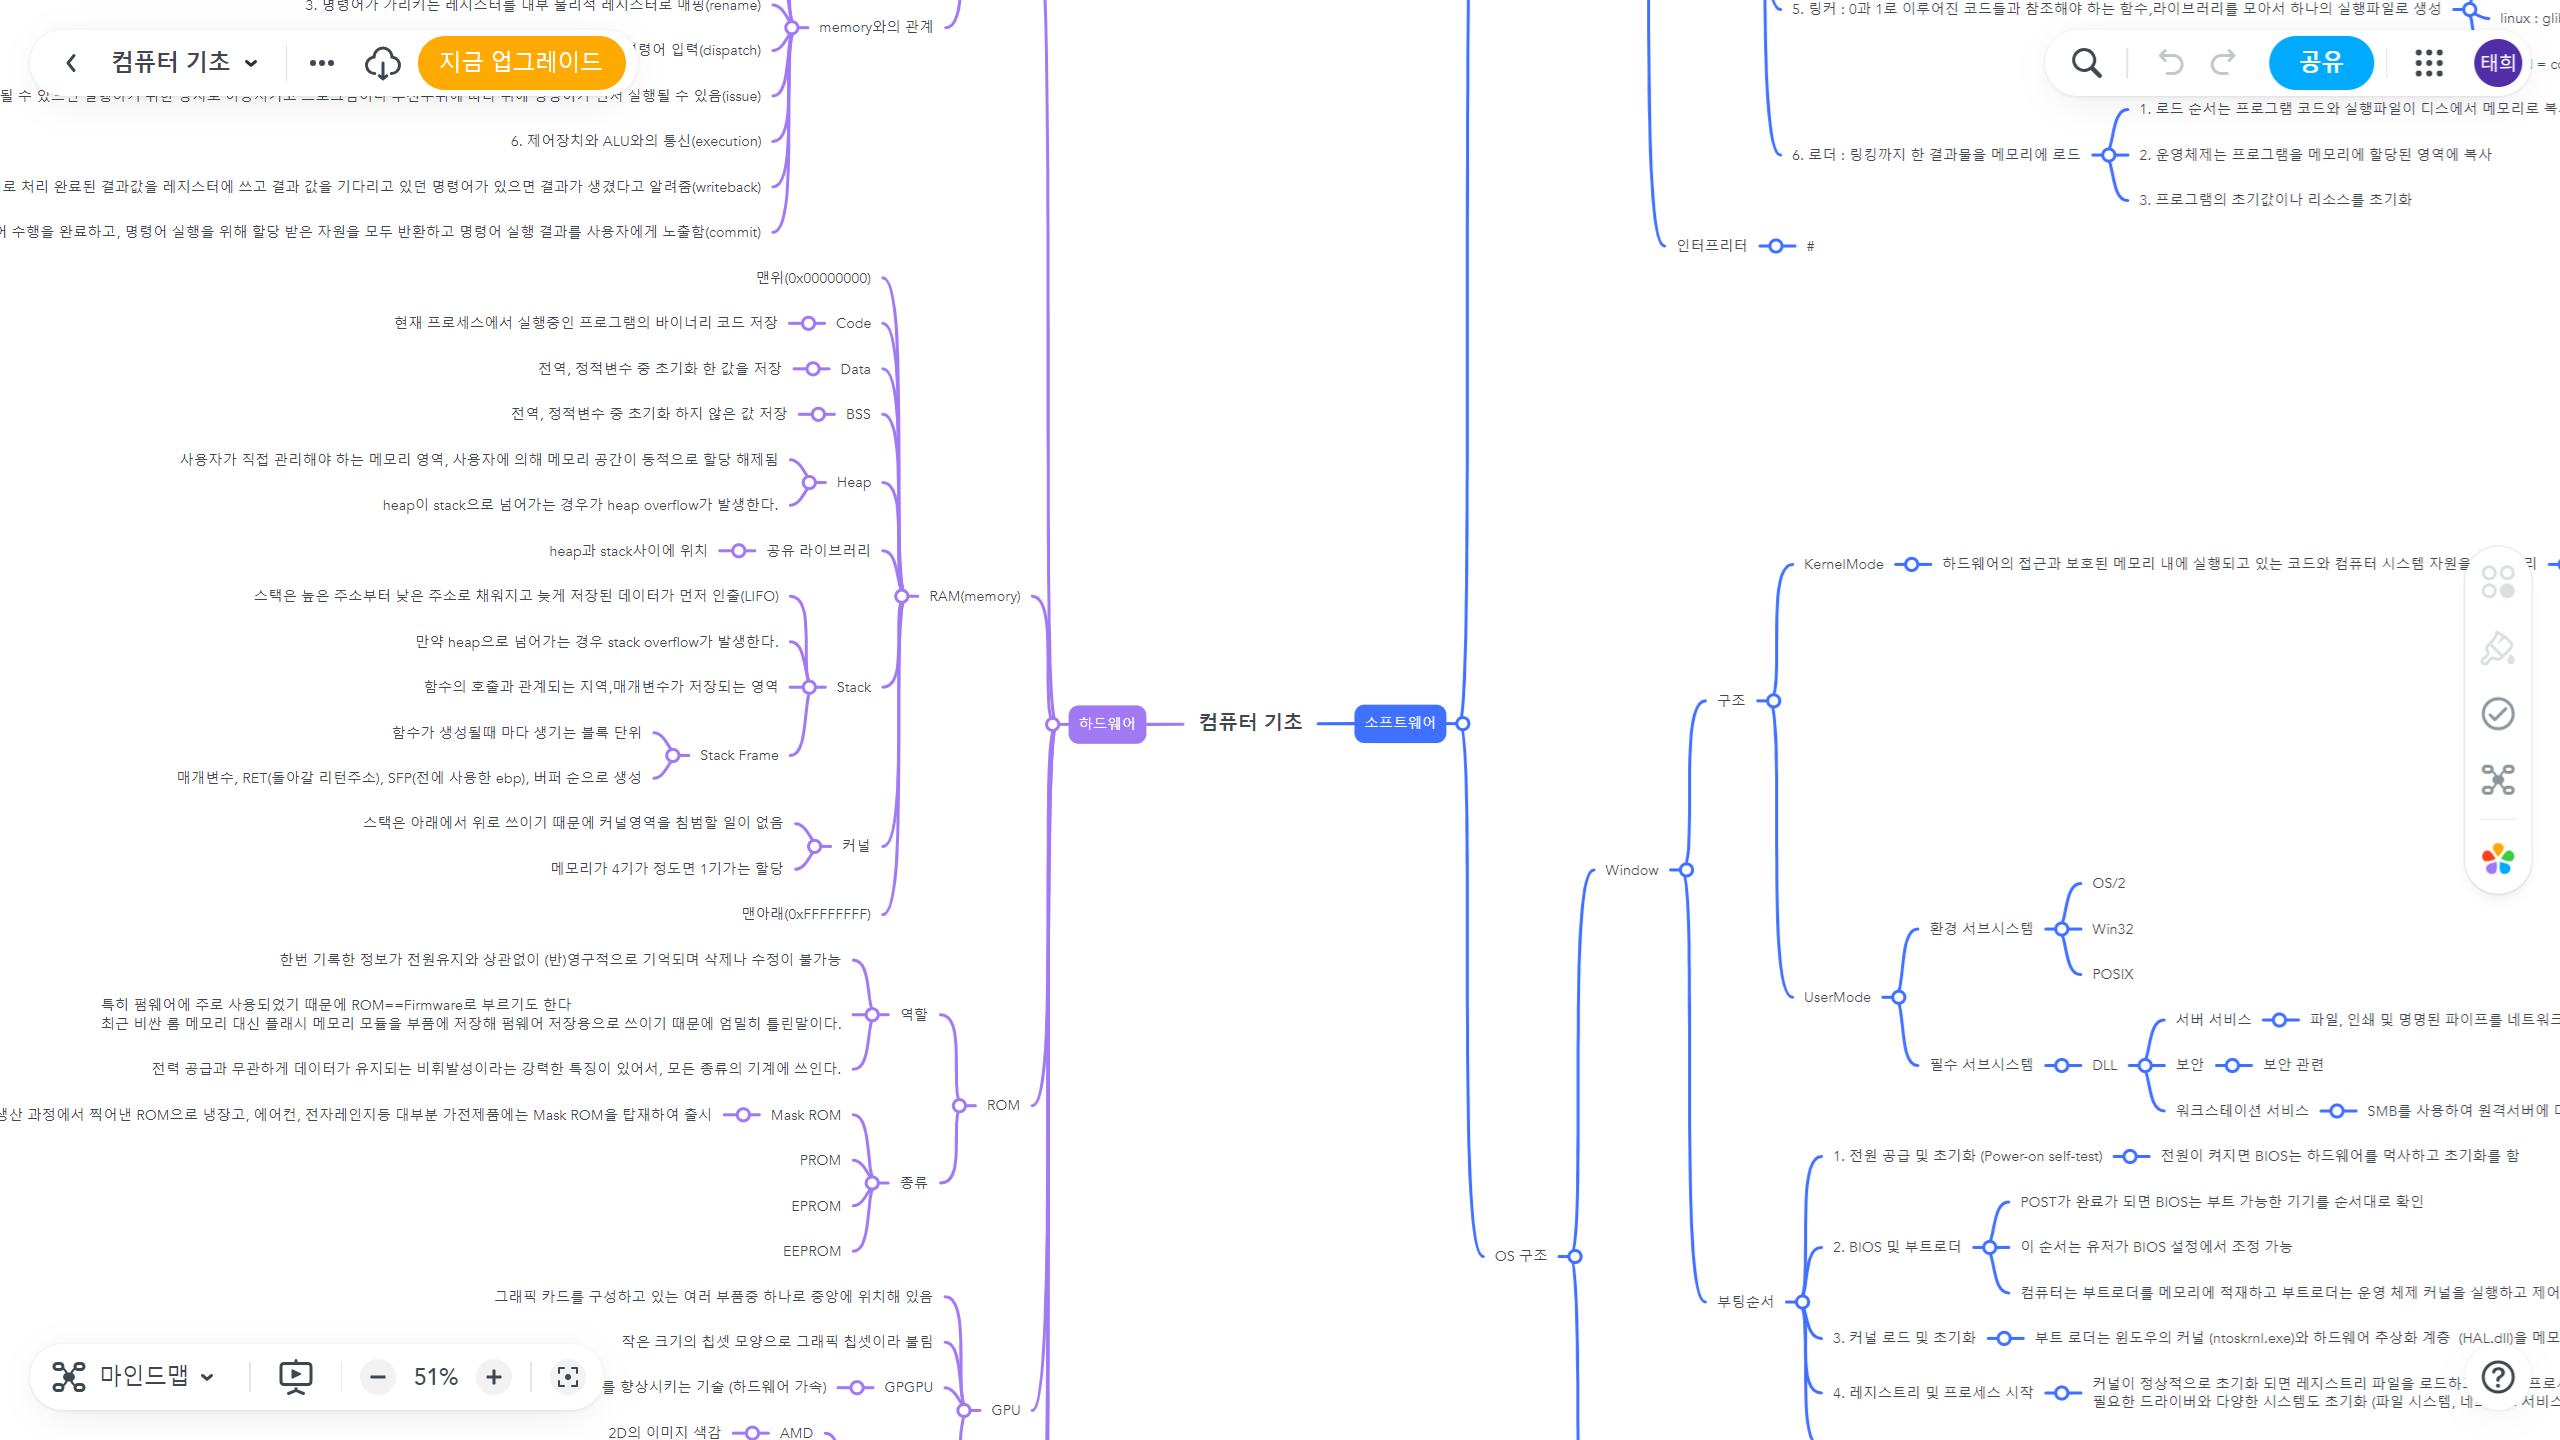 3. 명령어가 가리키는 레지스터를 내부 물리적 레지스터로 매핑(rename)
memory와의 관계
명령어 입력(dispatch)
실행될 수 있음(issue)
6. 제어장치와 ALU와의 통신(execution)
로 처리 완료된 결과값을 레지스터에 쓰고 결과 값을 기다리고 있던 명령어가 있으면 결과가 생겼다고 알려줌(writeback)
어 수행을 완료하고, 명령어 실행을 위해 할당 받은 자원을 모두 반환하고 명령어 실행 결과를 사용자에게 노출함(commit)
컴퓨터 기초
지금 업그레이드
맨위(0x00000000)
현재 프로세스에서 실행중인 프로그램의 바이너리 코드 저장
Code
전역, 정적변수 중 초기화 한 값을 저장
Data
전역, 정적변수 중 초기화 하지 않은 값 저장
BSS
사용자가 직접 관리해야 하는 메모리 영역, 사용자에 의해 메모리 공간이 동적으로 할당 해제됨
Heap
heap이 stack으로 넘어가는 경우가 heap overflow가 발생한다.
heap과 stack사이에 위치
공유 라이브러리
스택은 높은 주소부터 낮은 주소로 채워지고 늦게 저장된 데이터가 먼저 인출(LIFO)
RAM(memory)
만약 heap으로 넘어가는 경우 stack overflow가 발생한다.
함수의 호출과 관계되는 지역,매개변수가 저장되는 영역
Stack
함수가 생성될때 마다 생기는 블록 단위
Stack Frame
매개변수, RET(돌아갈 리턴주소), SFP(전에 사용한 ebp), 버퍼 순으로 생성
스택은 아래에서 위로 쓰이기 때문에 커널영역을 침범할 일이 없음
커널
메모리가 4기가 정도면 1기가는 할당
맨아래(0xFFFFFFFF)
한번 기록한 정보가 전원유지와 상관없이 (반)영구적으로 기억되며 삭제나 수정이 불가능
특히 펌웨어에 주로 사용되었기 때문에 ROM==Firmware로 부르기도 한다
최근 비싼 롬 메모리 대신 플래시 메모리 모듈을 부품에 저장해 펌웨어 저장용으로 쓰이기 때문에 엄밀히 틀린말이다.
역할
전력 공급과 무관하게 데이터가 유지되는 비휘발성이라는 강력한 특징이 있어서, 모든 종류의 기계에 쓰인다.
ROM
생산 과정에서 찍어낸 ROM으로 냉장고, 에어컨, 전자레인지등 대부분 가전제품에는 Mask ROM을 탑재하여 출시
Mask ROM
PROM
종류
EPROM
EEPROM
그래픽 카드를 구성하고 있는 여러 부품중 하나로 중앙에 위치해 있음
작은 크기의 칩셋 모양으로 그래픽 칩셋이라 불림
를 향상시키는 기술 (하드웨어 가속)
GPGPU
GPU
2D의 이미지 색감
AMD
마인드맵
51%
하드웨어
컴퓨터 기초
소프트웨어
5. 링커 : 0과 1로 이루어진 코드들과 참조해야 하는 함수,라이브러리를 모아서 하나의 실행파일로 생성
공유
태희
1. 로드 순서는 프로그램 코드와 실행파일이 디스에서 메모리로 복
6. 로더 : 링킹까지 한 결과물을 메모리에 로드
2. 운영체제는 프로그램을 메모리에 할당된 영역에 복사
3. 프로그램의 초기값이나 리소스를 초기화
인터프리터
#
KernelMode
하드웨어의 접근과 보호된 메모리 내에 실행되고 있는 코드와 컴퓨터 시스템 자원을
리
구조
Window
OS/2
환경 서브시스템
Win32
POSIX
UserMode
서버 서비스
파일, 인쇄 및 명명된 파이프를 네트워크
필수 서브시스템
DLL
보안
보안 관련
워크스테이션 서비스
SMB를 사용하여 원격서버에
1. 전원 공급 및 초기화 (Power-on self-test)
전원이 켜지면 BIOS는 하드웨어를 먹사하고 초기화를 함
POST가 완료가 되면 BIOS는 부트 가능한 기기를 순서대로 확인
2. BIOS 및 부트로더
이 순서는 유저가 BIOS 설정에서 조정 가능
OS 구조
컴퓨터는 부트로더를 메모리에 적재하고 부트로더는 운영 체제 커널을 실행하고 제어
부팅순서
3. 커널 로드 및 초기화
부트 로더는 윈도우의 커널 (ntoskrnl.exe)와 하드웨어 추상화 계층 (HAL.dll)을 메모
4. 레지스트리 및 프로세스 시작
커널이 정상적으로 초기화 되면 레지스트리 파일을 로드하고
필요한 드라이버와 다양한 시스템도 초기화 (파일 시스템, 네
서비스